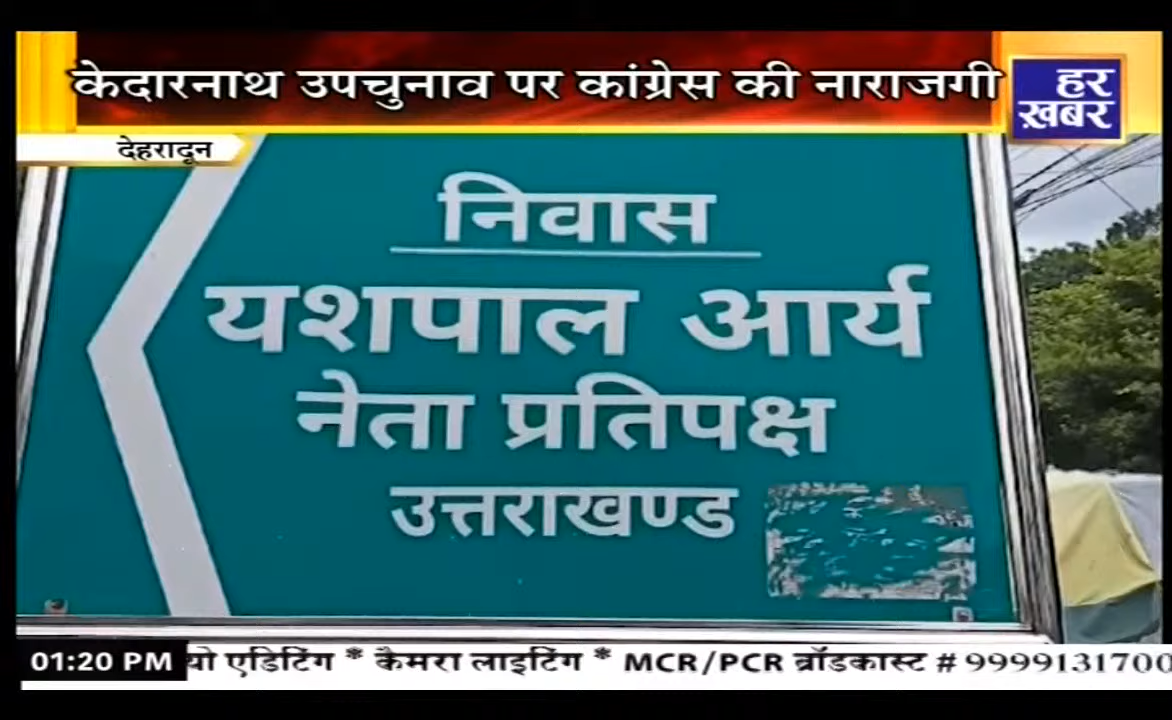 केदारनाथ उपचुनाव पर कांग्रेस की नाराजगी
हर
ख़बर
देहरादून
निवास
यशपाल आर्य
नेता प्रतिपक्ष
उत्तराखण्ड
01:20 PM
एडिटिंग * कैमरा लाइटिंग * MCR/PCR ब्रॉडकास्ट # 9999131700